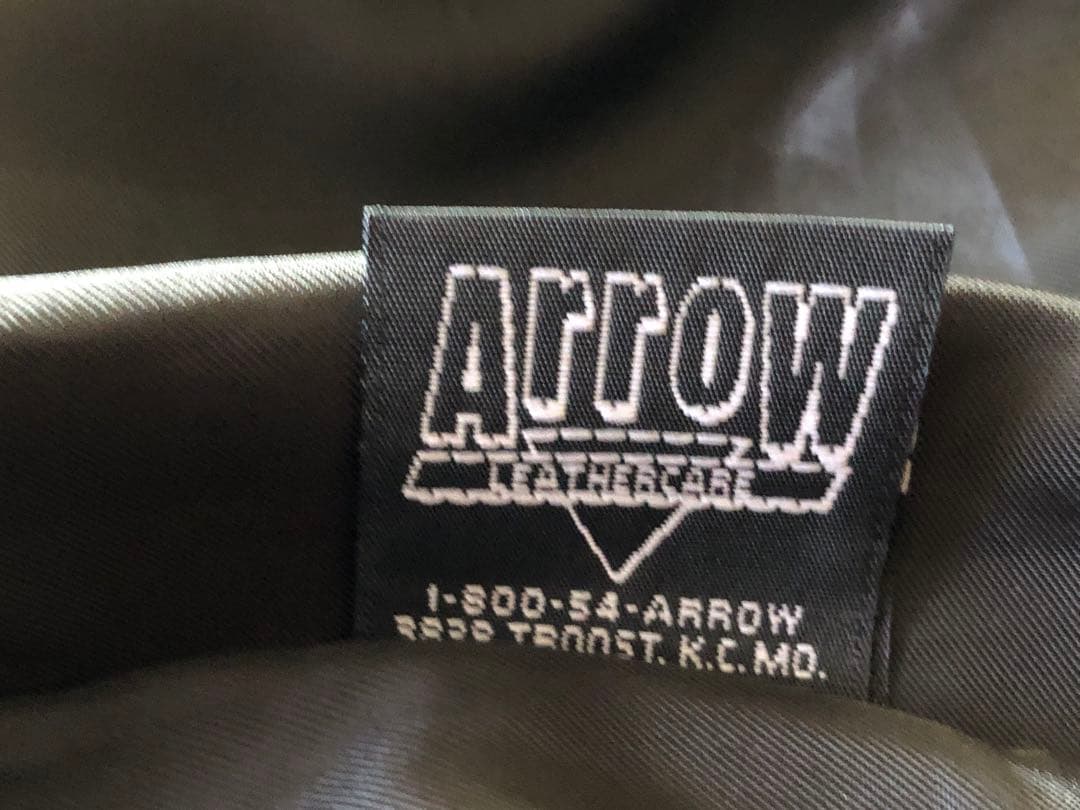 Arrow
LEATHERCARE
1-800-54-ARROW
TROOST, K.C. MO.